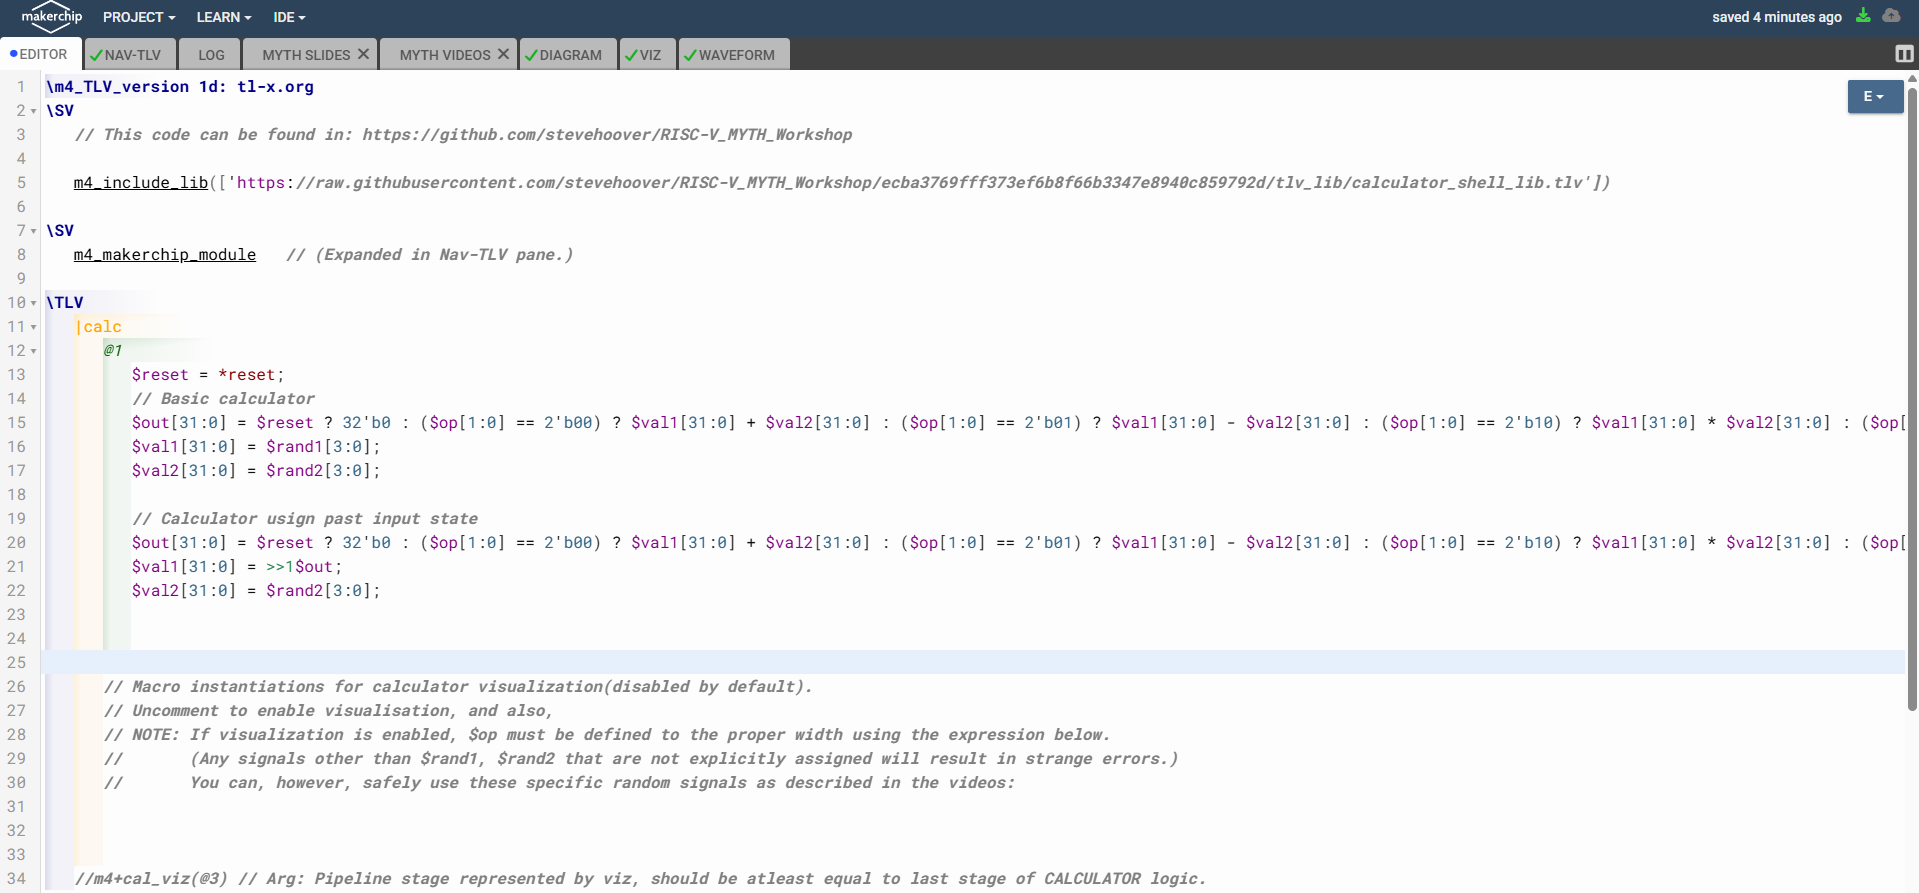 makerchip PROJECT LEARN IDE saved 4 minutes ago
EDITOR NAV-TLV LOG MYTH SLIDES MYTH VIDEOS DIAGRAM VIZ WAVEFORM
E
1 \m4_TLV_version 1d: tl-x.org
2 \SV
3 // This code can be found in: https://github.com/stevehoover/RISC-V_MYTH_Workshop
4
5 m4_include_lib(['https://raw.githubusercontent.com/stevehoover/RISC-V_MYTH_Workshop/ecba3769fff373ef6b8f66b3347e8940c859792d/tlv_lib/calculator_shell_lib.tlv'])
6
7 \SV
8 m4_makerchip_module // (Expanded in Nav-TLV pane.)
9
10 \TLV
11 |calc
12 @1
13 $reset = *reset;
14 // Basic calculator
15 $out[31:0] = $reset ? 32'b0 : ($op[1:0] == 2'b00) ? $val1[31:0] + $val2[31:0] : ($op[1:0] == 2'b01) ? $val1[31:0] - $val2[31:0] : ($op[1:0] == 2'b10) ? $val1[31:0] * $val2[31:0] : ($op[
16 $val1[31:0] = $rand1[3:0];
17 $val2[31:0] = $rand2[3:0];
18
19 // Calculator usign past input state
20 $out[31:0] = $reset ? 32'b0 : ($op[1:0] == 2'b00) ? $val1[31:0] + $val2[31:0] : ($op[1:0] == 2'b01) ? $val1[31:0] - $val2[31:0] : ($op[1:0] == 2'b10) ? $val1[31:0] * $val2[31:0] : ($op[
21 $val1[31:0] = >>1$out;
22 $val2[31:0] = $rand2[3:0];
23
24
25
26 // Macro instantiations for calculator visualization(disabled by default).
27 // Uncomment to enable visualisation, and also,
28 // NOTE: If visualization is enabled, $op must be defined to the proper width using the expression below.
29 // (Any signals other than $rand1, $rand2 that are not explicitly assigned will result in strange errors.)
30 // You can, however, safely use these specific random signals as described in the videos:
31
32
33
34 //m4+cal_viz(@3) // Arg: Pipeline stage represented by viz, should be atleast equal to last stage of CALCULATOR logic.